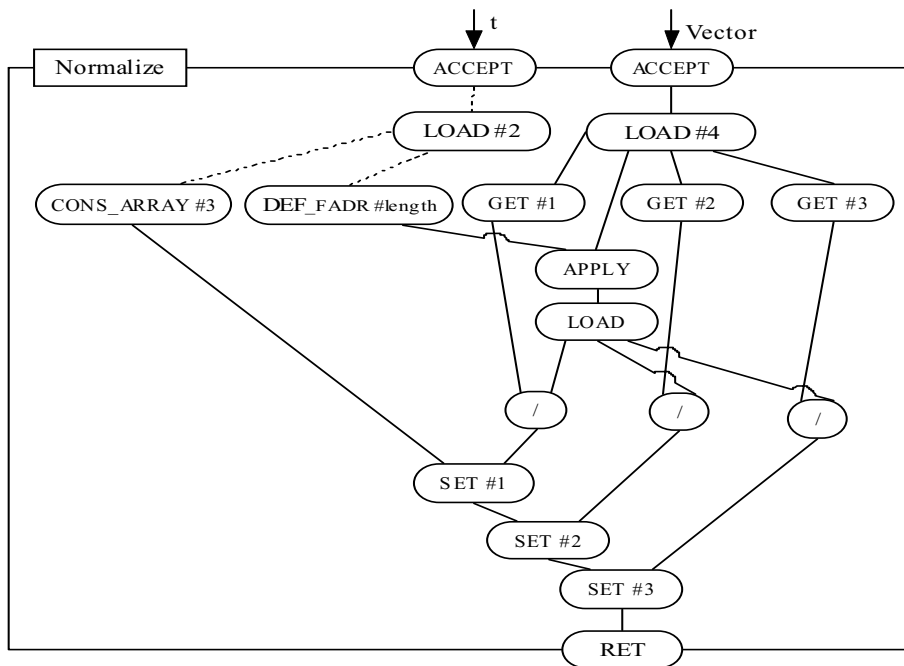 t
Vector
Normalize
ACCEPT
ACCEPT
LOAD #2
LOAD #4
CONS_ARRAY #3
DEF_FADR #length
GET #1
GET #2
GET #3
APPLY
LOAD
/
/
/
SET #1
SET #2
SET #3
RET